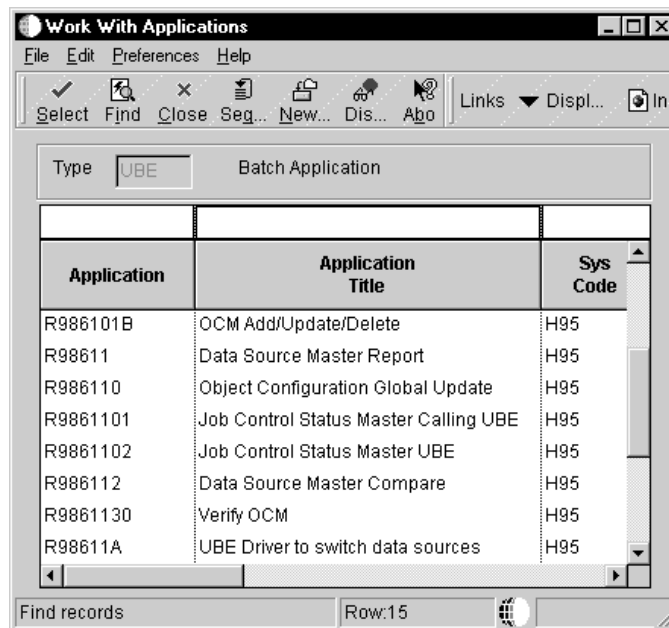 Work With Applications
File Edit Preferences Help
Select Find Close Seq... New... Dis... Abo Links Displ... In
Type UBE Batch Application
Application Application Title Sys Code
R986101B OCM Add/Update/Delete H95
R98611 Data Source Master Report H95
R986110 Object Configuration Global Update H95
R9861101 Job Control Status Master Calling UBE H95
R9861102 Job Control Status Master UBE H95
R986112 Data Source Master Compare H95
R9861130 Verify OCM H95
R98611A UBE Driver to switch data sources H95
Find records Row:15